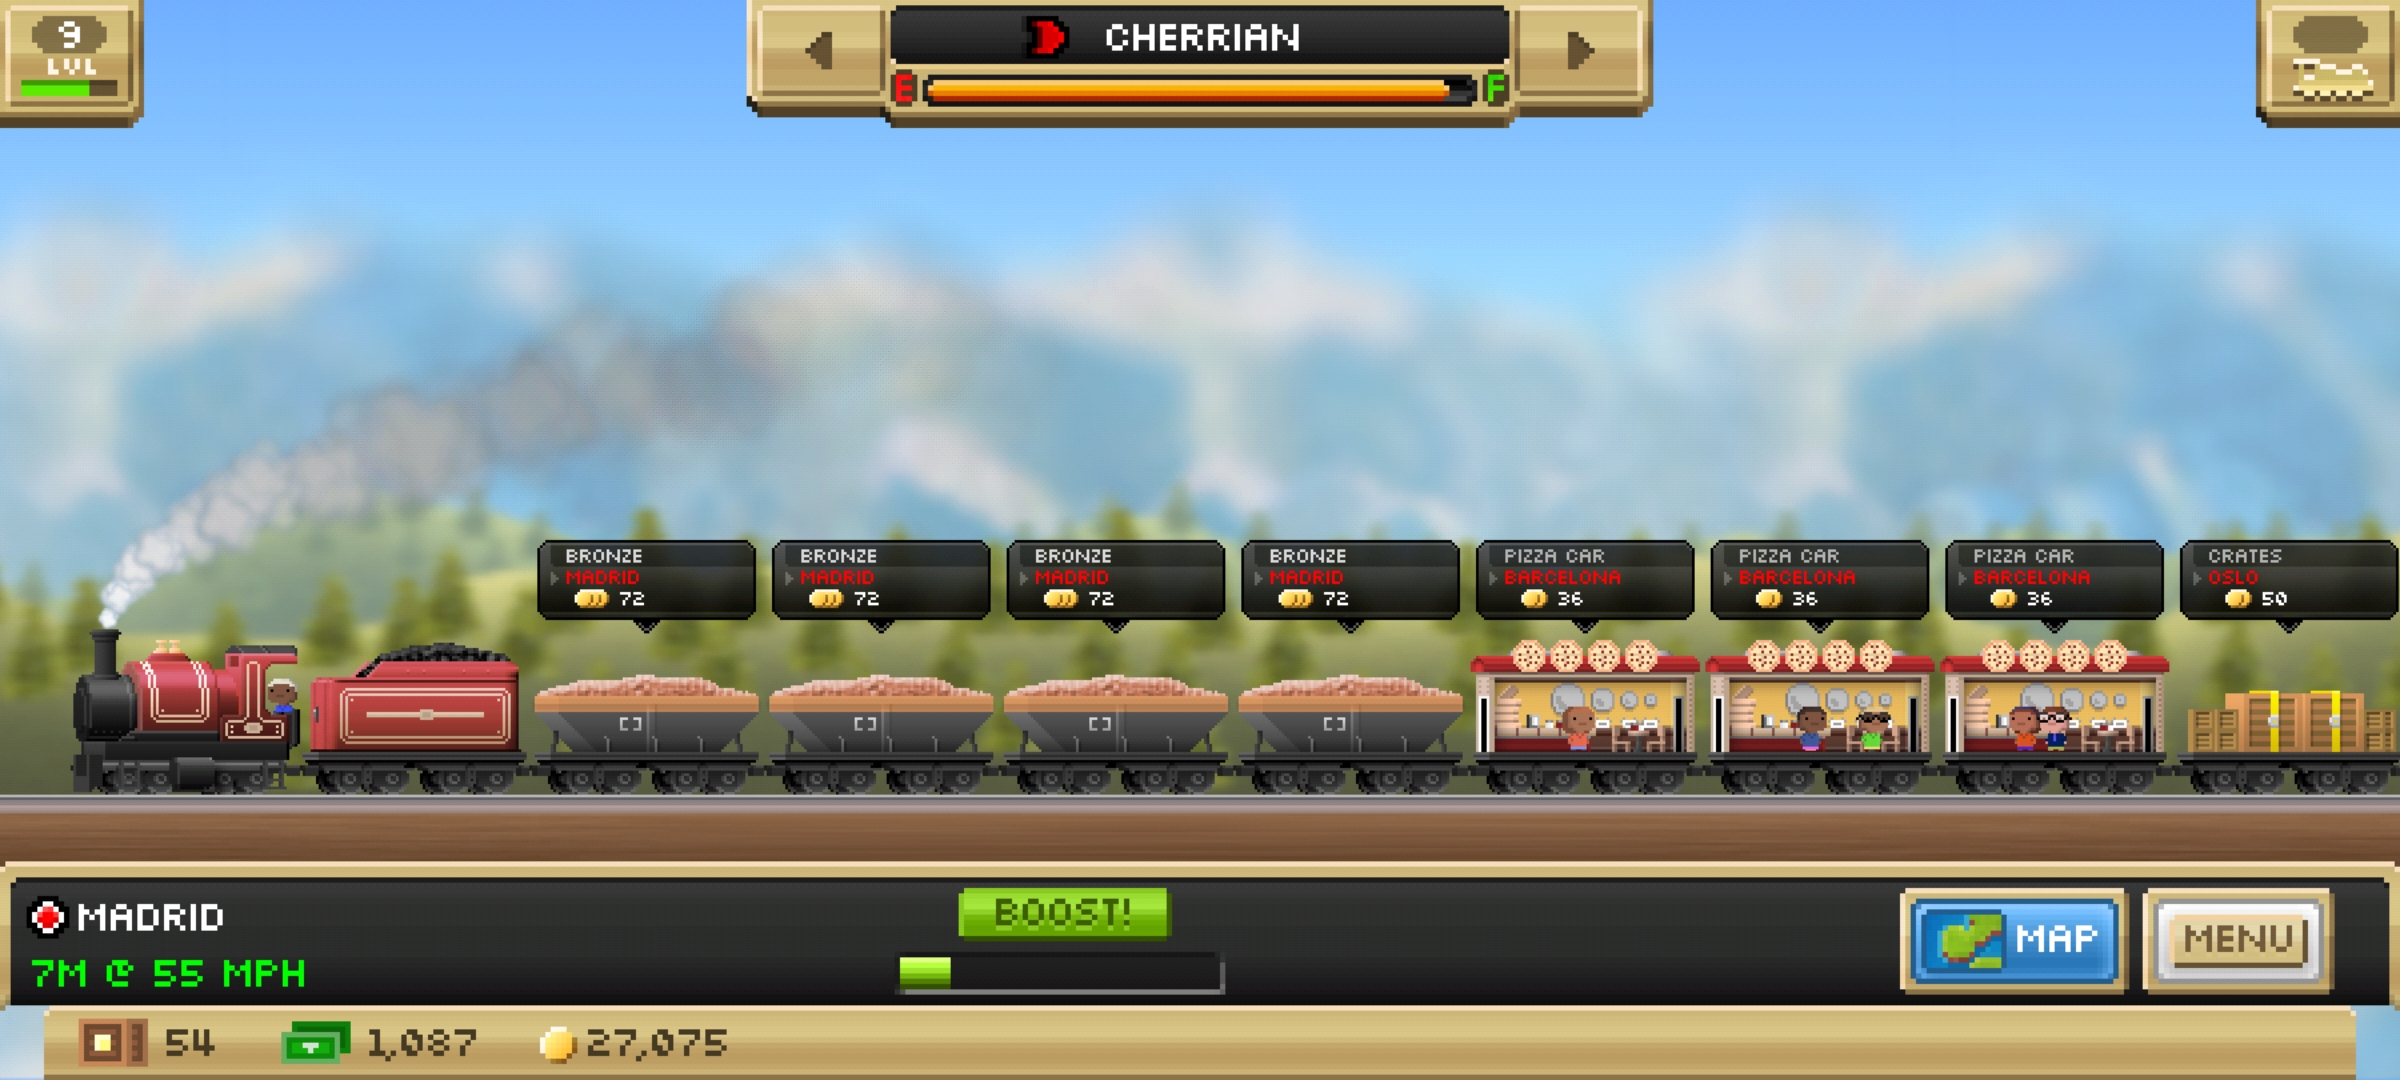 9
LVL
CHERRIAN
E F
BRONZE
MADRID
72
BRONZE
MADRID
72
BRONZE
MADRID
72
BRONZE
MADRID
72
PIZZA CAR
BARCELONA
36
PIZZA CAR
BARCELONA
36
PIZZA CAR
BARCELONA
36
CRATES
OSLO
50
MADRID
7M @ 55 MPH
BOOST!
MAP
MENU
54 1,087 27,075